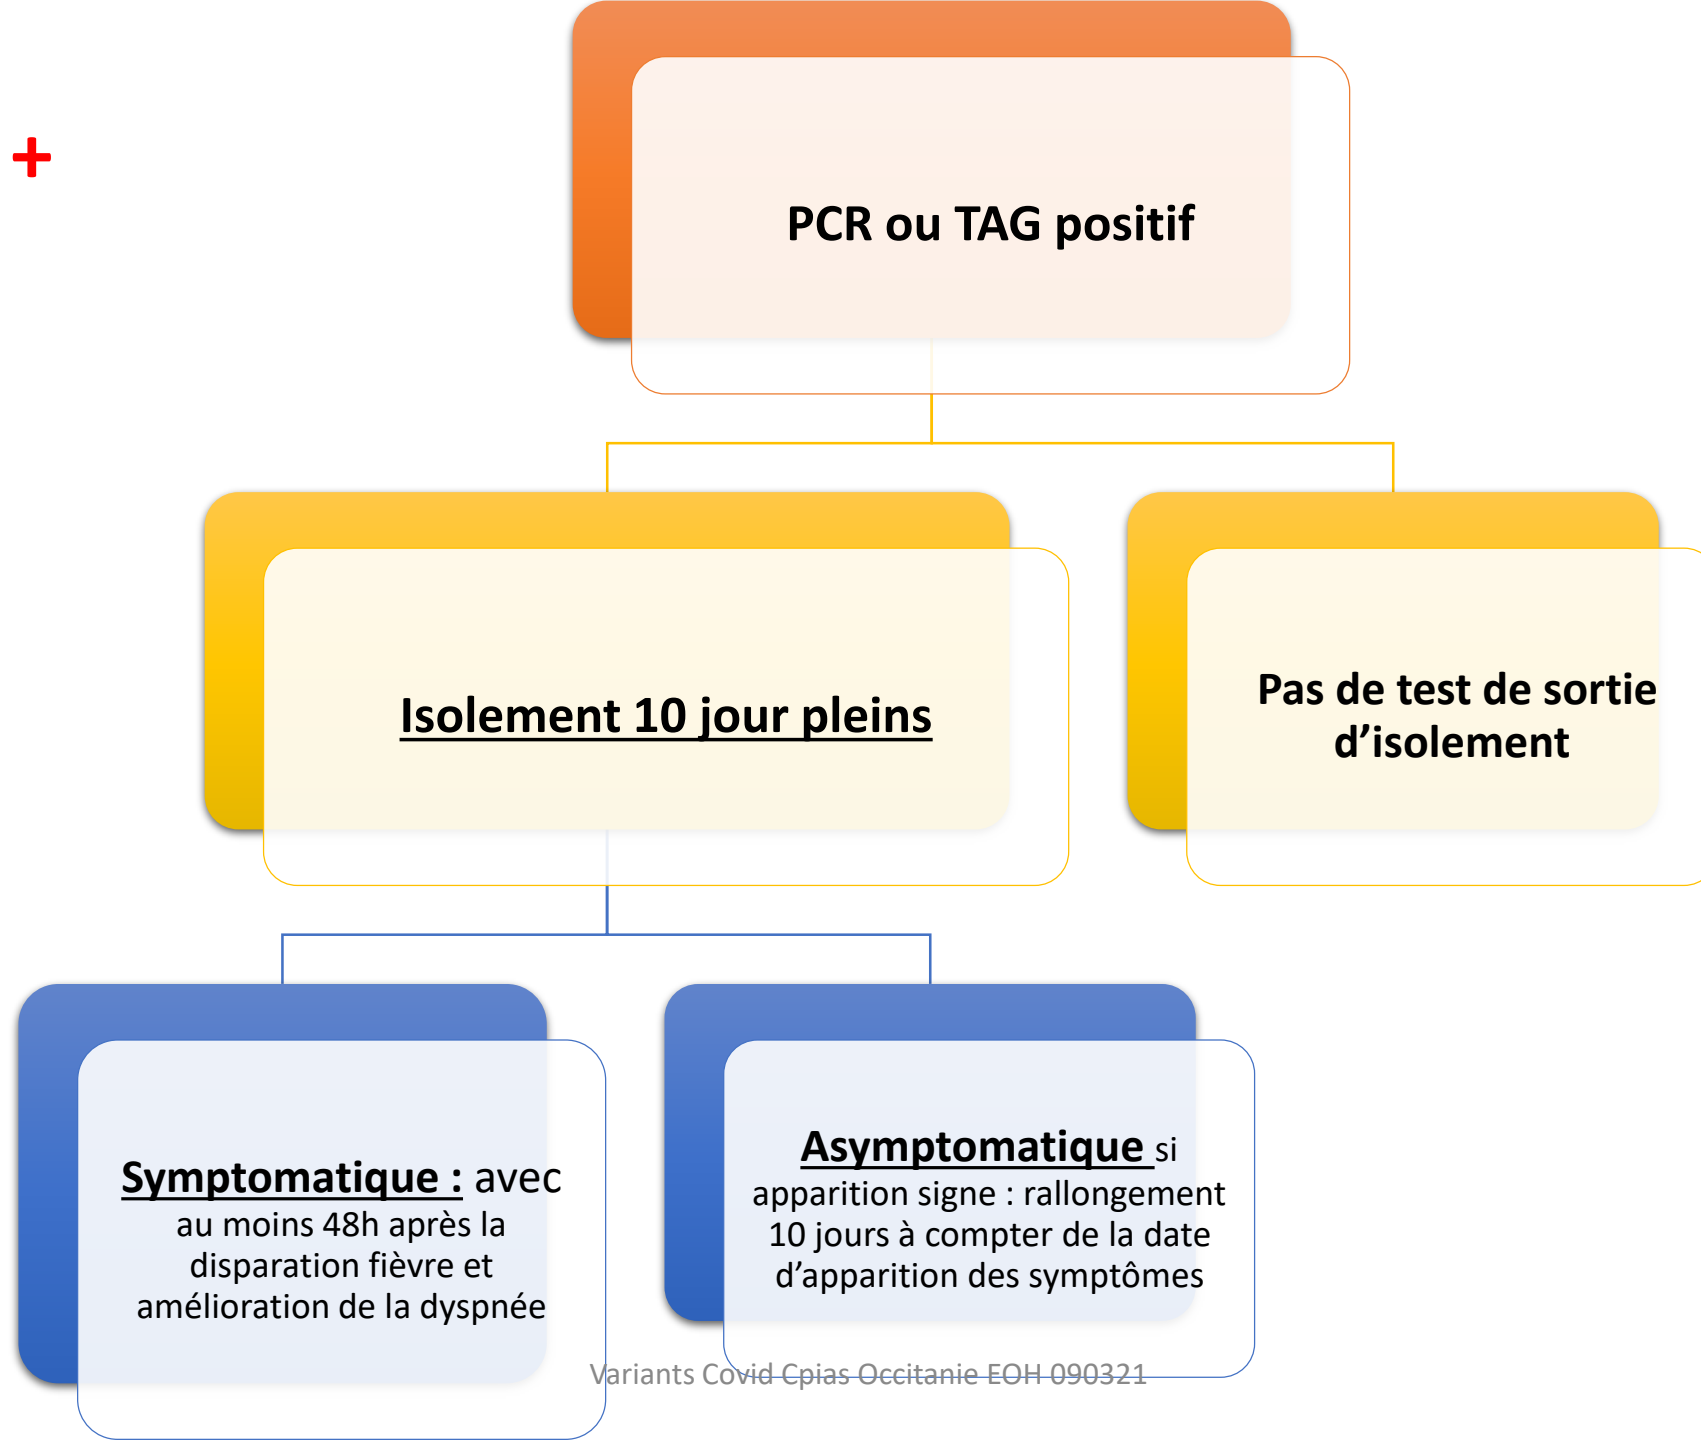 +
PCR ou TAG positif
Isolement 10 jour pleins
Pas de test de sortie
d’isolement
Symptomatique : avec
au moins 48h après la
disparation fièvre et
amélioration de la dyspnée
Asymptomatique si
apparition signe : rallongement
10 jours à compter de la date
d’apparition des symptômes
Variants Covid Cpias Occitanie EOH 090321